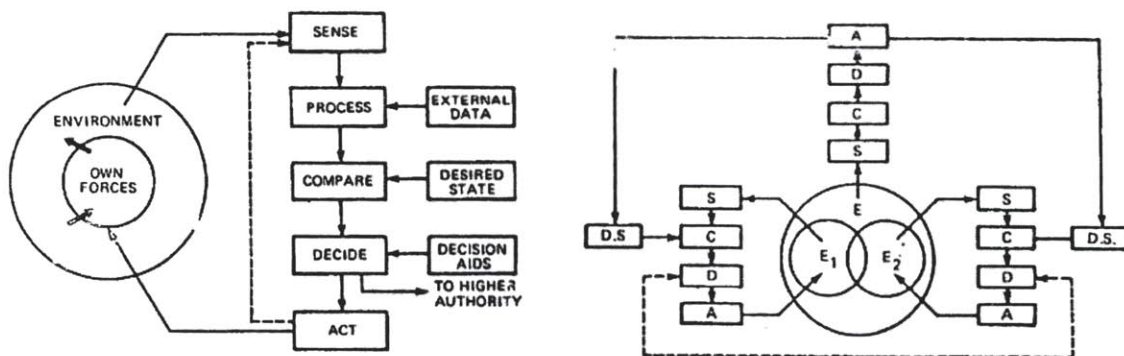 SENSE
PROCESS
EXTERNAL
DATA
ENVIRONMENT
OWN
FORCES
COMPARE
DESIRED
STATE
DECIDE
DECISION
AIDS
TO HIGHER
AUTHORITY
ACT
A
D
C
S
E
S
C
D
A
D.S
E1
E2
S
C
D
A
D.S.